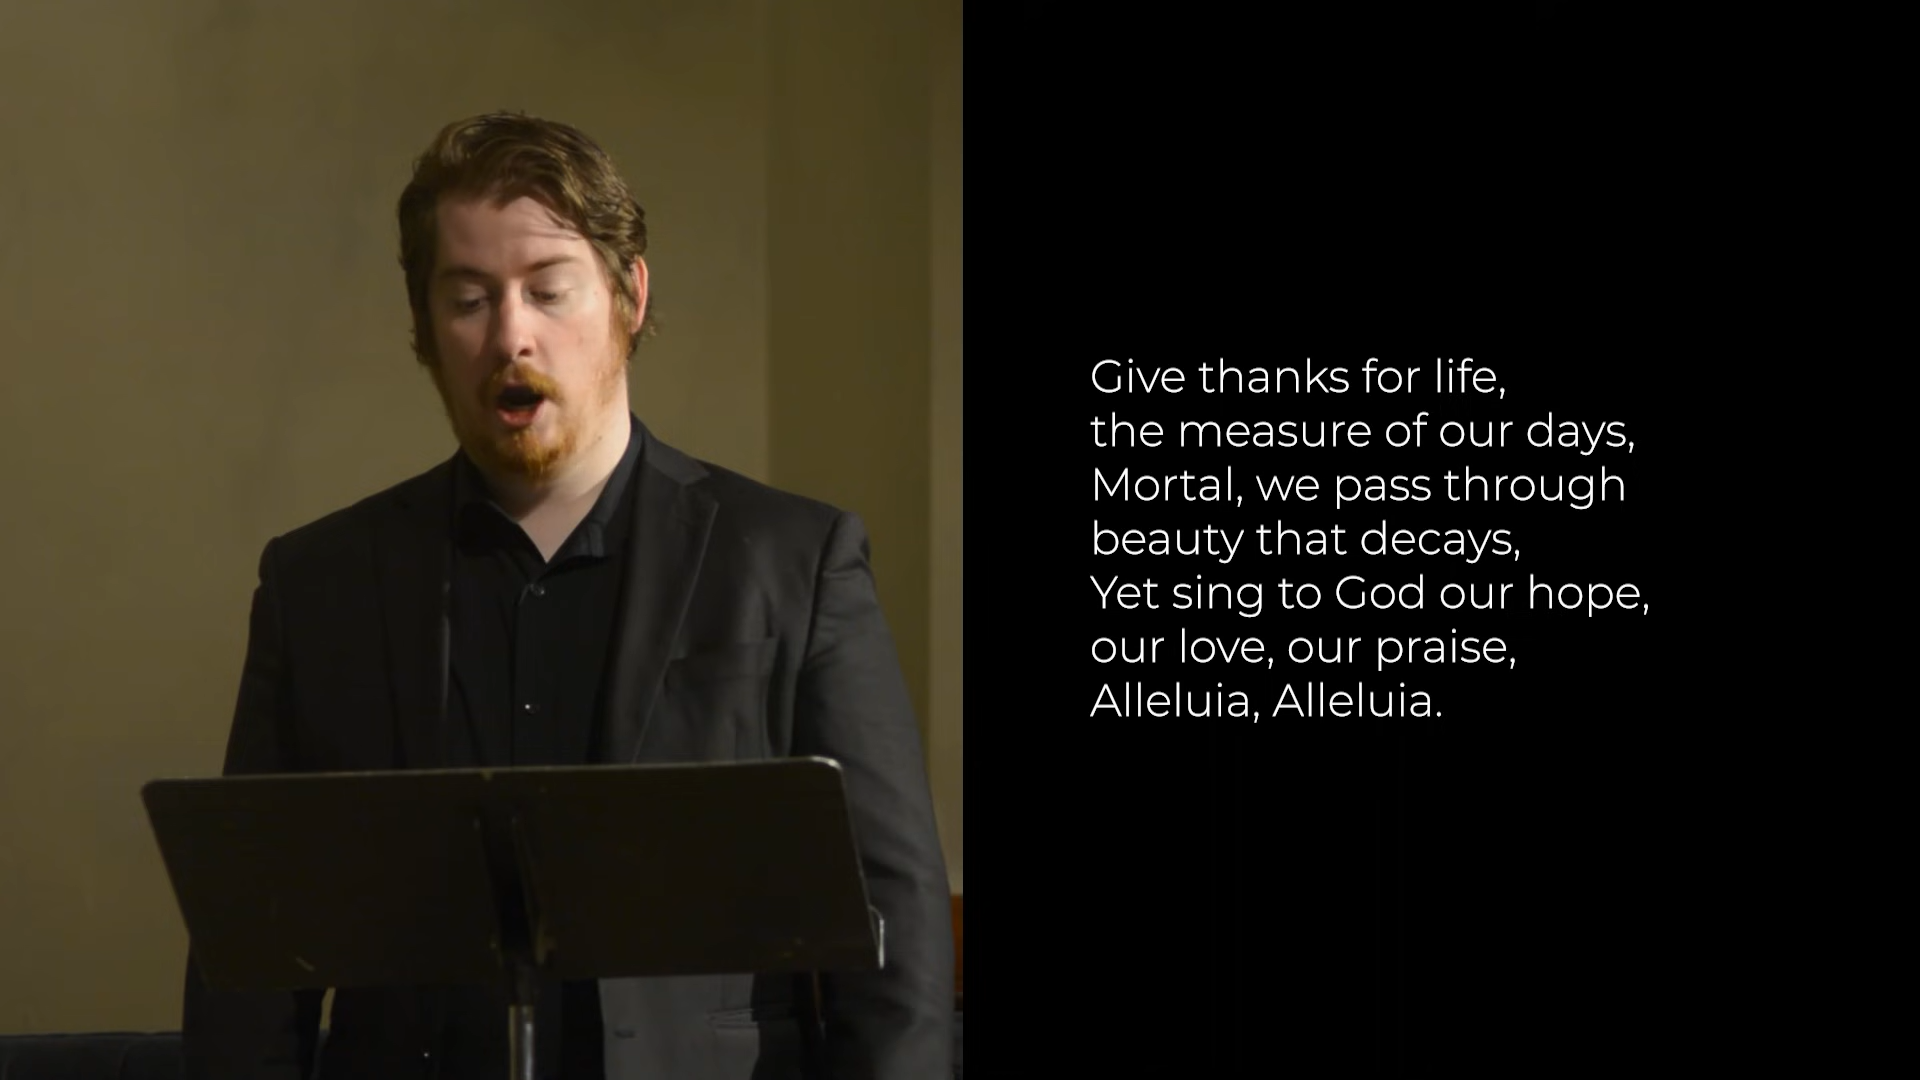 Give thanks for life,
the measure of our days,
Mortal, we pass through
beauty that decays,
Yet sing to God our hope,
our love, our praise,
Alleluia, Alleluia.